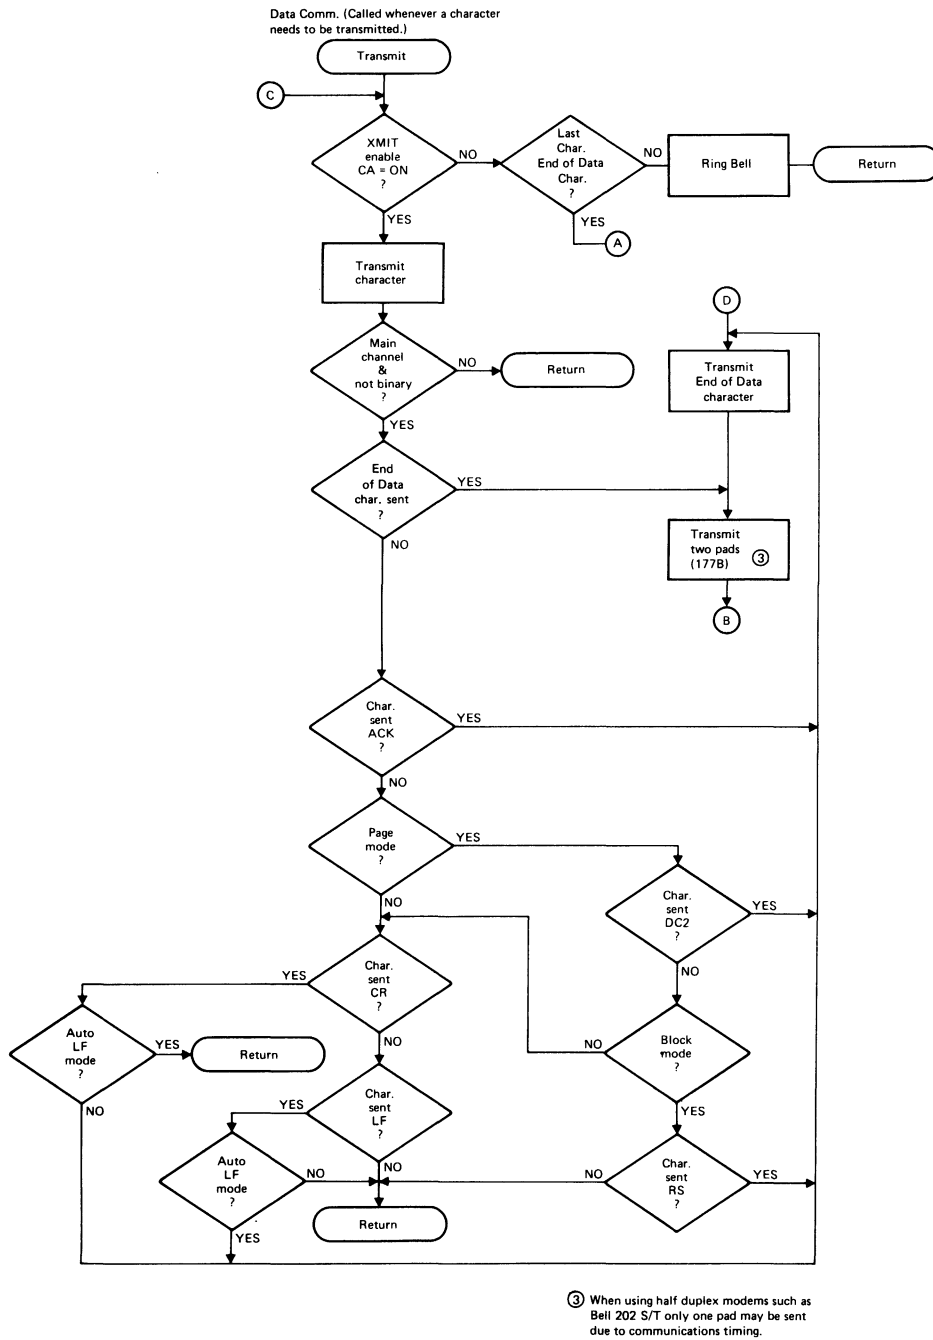 Data Comm. (Called whenever a character
needs to be transmitted.)
Transmit
C
XMIT
enable
CA = ON
?
NO
YES
Last
Char.
End of Data
Char.
?
NO
YES
Ring Bell
Return
A
Transmit
character
D
Main
channel
&
not binary
?
NO
Return
YES
Transmit
End of Data
character
End
of Data
char. sent
?
YES
NO
Transmit
two pads
(177B)
③
B
Char.
sent
ACK
?
YES
NO
Page
mode
?
YES
NO
Char.
sent
DC2
?
YES
NO
Char.
sent
CR
?
YES
NO
Auto
LF
mode
?
YES
Return
NO
Block
mode
?
NO
YES
Char.
sent
LF
?
YES
NO
Auto
LF
mode
?
NO
YES
Char.
sent
RS
?
NO
YES
Return
③ When using half duplex modems such as
Bell 202 S/T only one pad may be sent
due to communications timing.